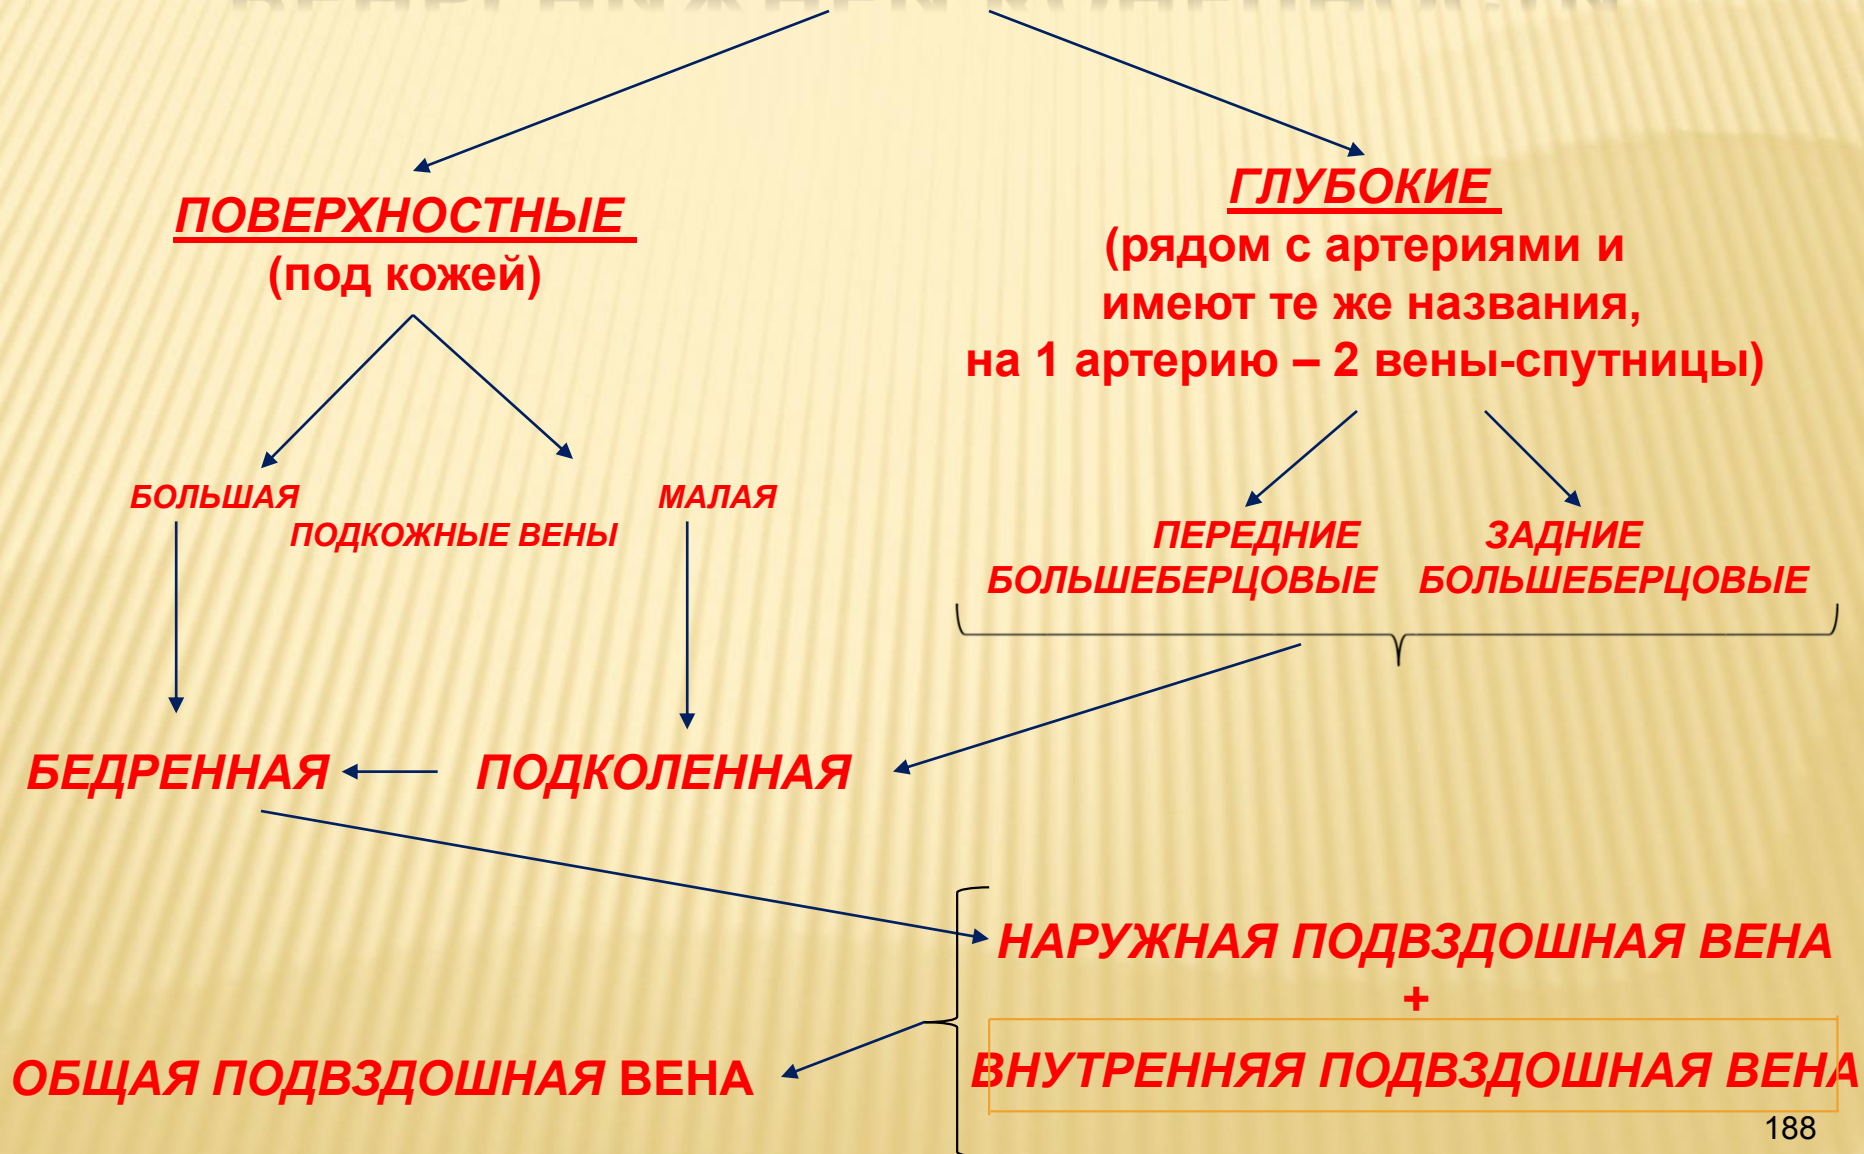 ПОВЕРХНОСТНЫЕ
(под кожей)
ГЛУБОКИЕ
(рядом с артериями и
имеют те же названия,
на 1 артерию – 2 вены-спутницы)
БОЛЬШАЯ
МАЛАЯ
ПОДКОЖНЫЕ ВЕНЫ
ПЕРЕДНИЕ
БОЛЬШЕБЕРЦОВЫЕ
ЗАДНИЕ
БОЛЬШЕБЕРЦОВЫЕ
БЕДРЕННАЯ
ПОДКОЛЕННАЯ
НАРУЖНАЯ ПОДВЗДОШНАЯ ВЕНА
+
ВНУТРЕННЯЯ ПОДВЗДОШНАЯ ВЕНА
ОБЩАЯ ПОДВЗДОШНАЯ ВЕНА
188